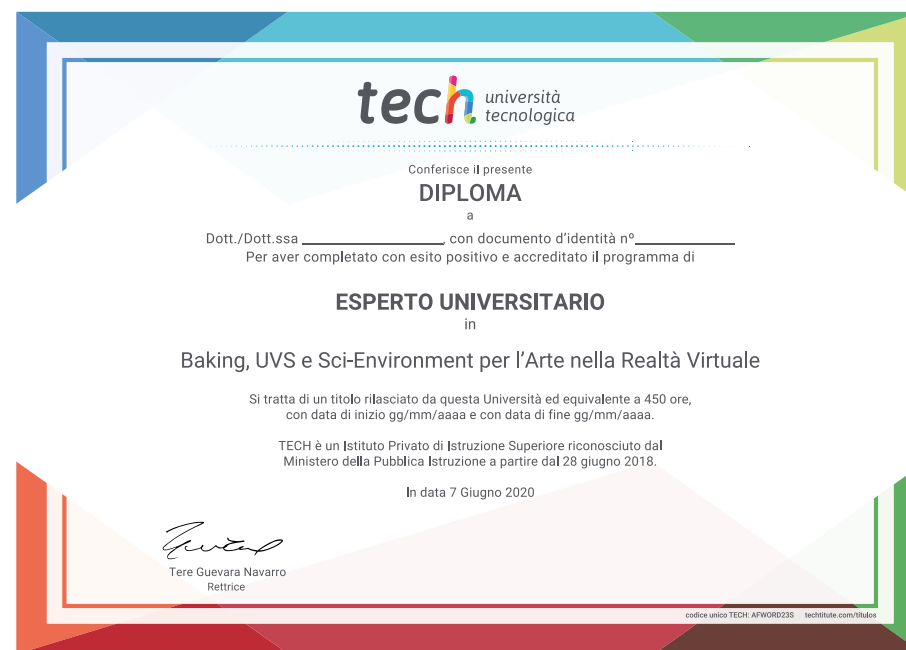 tech università
tecnologica
Conferisce il presente
DIPLOMA
a
Dott./Dott.ssa ____________________, con documento d'identità nº______________
Per aver completato con esito positivo e accreditato il programma di
ESPERTO UNIVERSITARIO
in
Baking, UVS e Sci-Environment per l'Arte nella Realtà Virtuale
Si tratta di un titolo rilasciato da questa Università ed equivalente a 450 ore,
con data di inizio gg/mm/aaaa e con data di fine gg/mm/aaaa.
TECH è un Istituto Privato di Istruzione Superiore riconosciuto dal
Ministero della Pubblica Istruzione a partire dal 28 giugno 2018.
In data 7 Giugno 2020
Tere Guevara Navarro
Rettrice
codice unico TECH: AFWORD23S techtitute.com/titulos